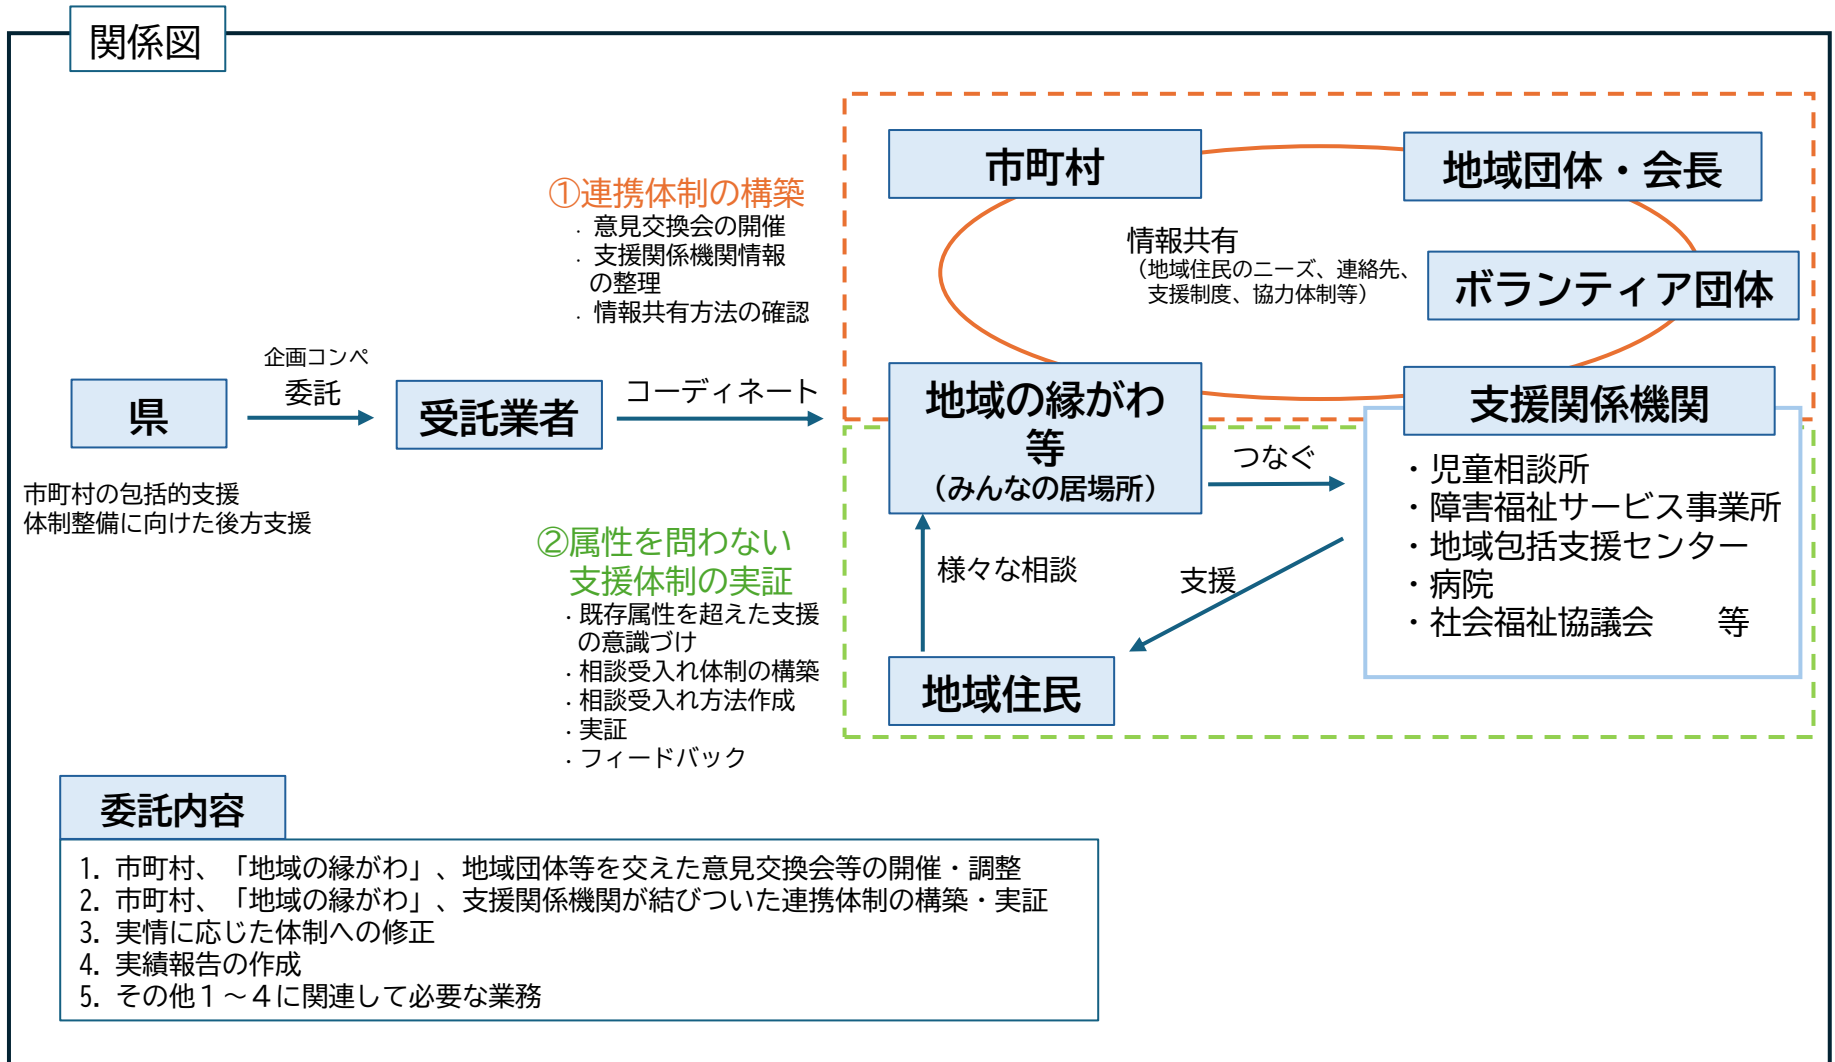 関係図
市町村
地域団体・会長
①連携体制の構築
・意見交換会の開催
・支援関係機関情報
の整理
・情報共有方法の確認
情報共有
（地域住民のニーズ、連絡先、
支援制度、協力体制等）
ボランティア団体
企画コンペ
委託
県
受託業者
コーディネート
地域の縁がわ
等
（みんなの居場所）
支援関係機関
・児童相談所
・障害福祉サービス事業所
・地域包括支援センター
・病院
・社会福祉協議会　　等
つなぐ
市町村の包括的支援
体制整備に向けた後方支援
②属性を問わない
支援体制の実証
・既存属性を超えた支援
の意識づけ
・相談受入れ体制の構築
・相談受入れ方法作成
・実証
・フィードバック
様々な相談
支援
地域住民
委託内容
1. 市町村、「地域の縁がわ」、地域団体等を交えた意見交換会等の開催・調整
2. 市町村、「地域の縁がわ」、支援関係機関が結びついた連携体制の構築・実証
3. 実情に応じた体制への修正
4. 実績報告の作成
5. その他１～４に関連して必要な業務